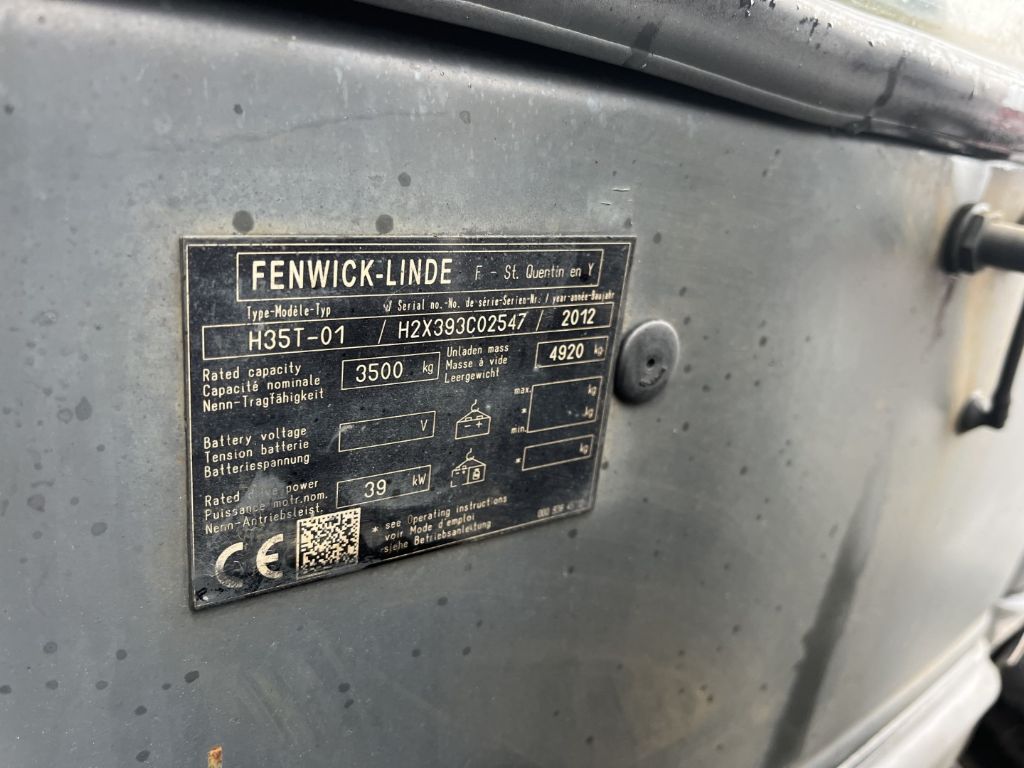 FENWICK-LINDE F - St. Quentin en Y
Type-Modèle-Typ / Serial no.-No. de série-Serien-Nr. / year-année-Baujahr
H35T-01 / H2X393C02547 / 2012
Rated capacity
Capacité nominale
Nenn-Tragfähigkeit
3500 kg
Unladen mass
Masse à vide
Leergewicht
4920 kg
Battery voltage
Tension batterie
Batteriespannung
V
max.
*
min.
kg
kg
- +
Rated drive power
Puissance motr.nom.
Nenn-Antriebsleist.
39 kW
*
kg
CE
* see Operating instructions
voir Mode d'emploi
siehe Betriebsanleitung